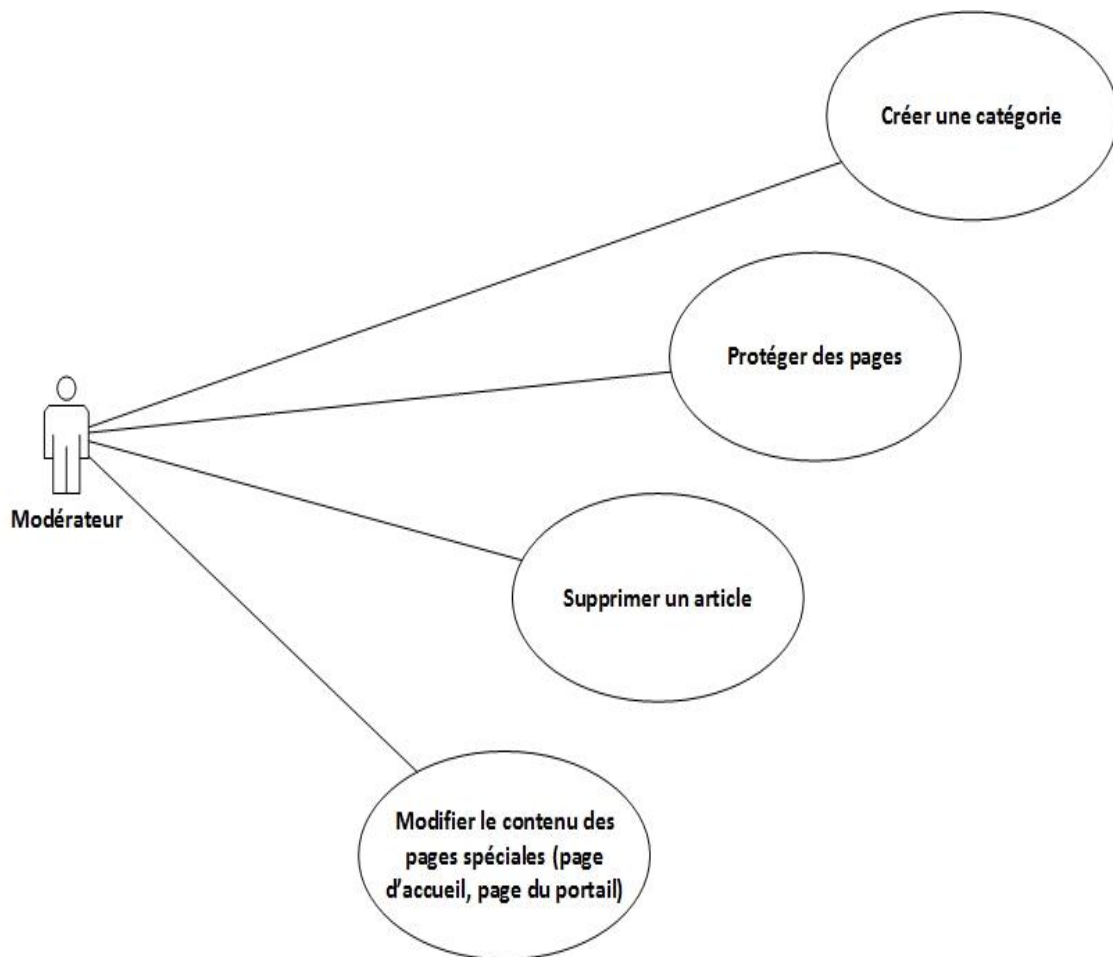 Créer une catégorie
Protéger des pages
Modérateur
Supprimer un article
Modifier le contenu des
pages spéciales (page
d'accueil, page du portail)